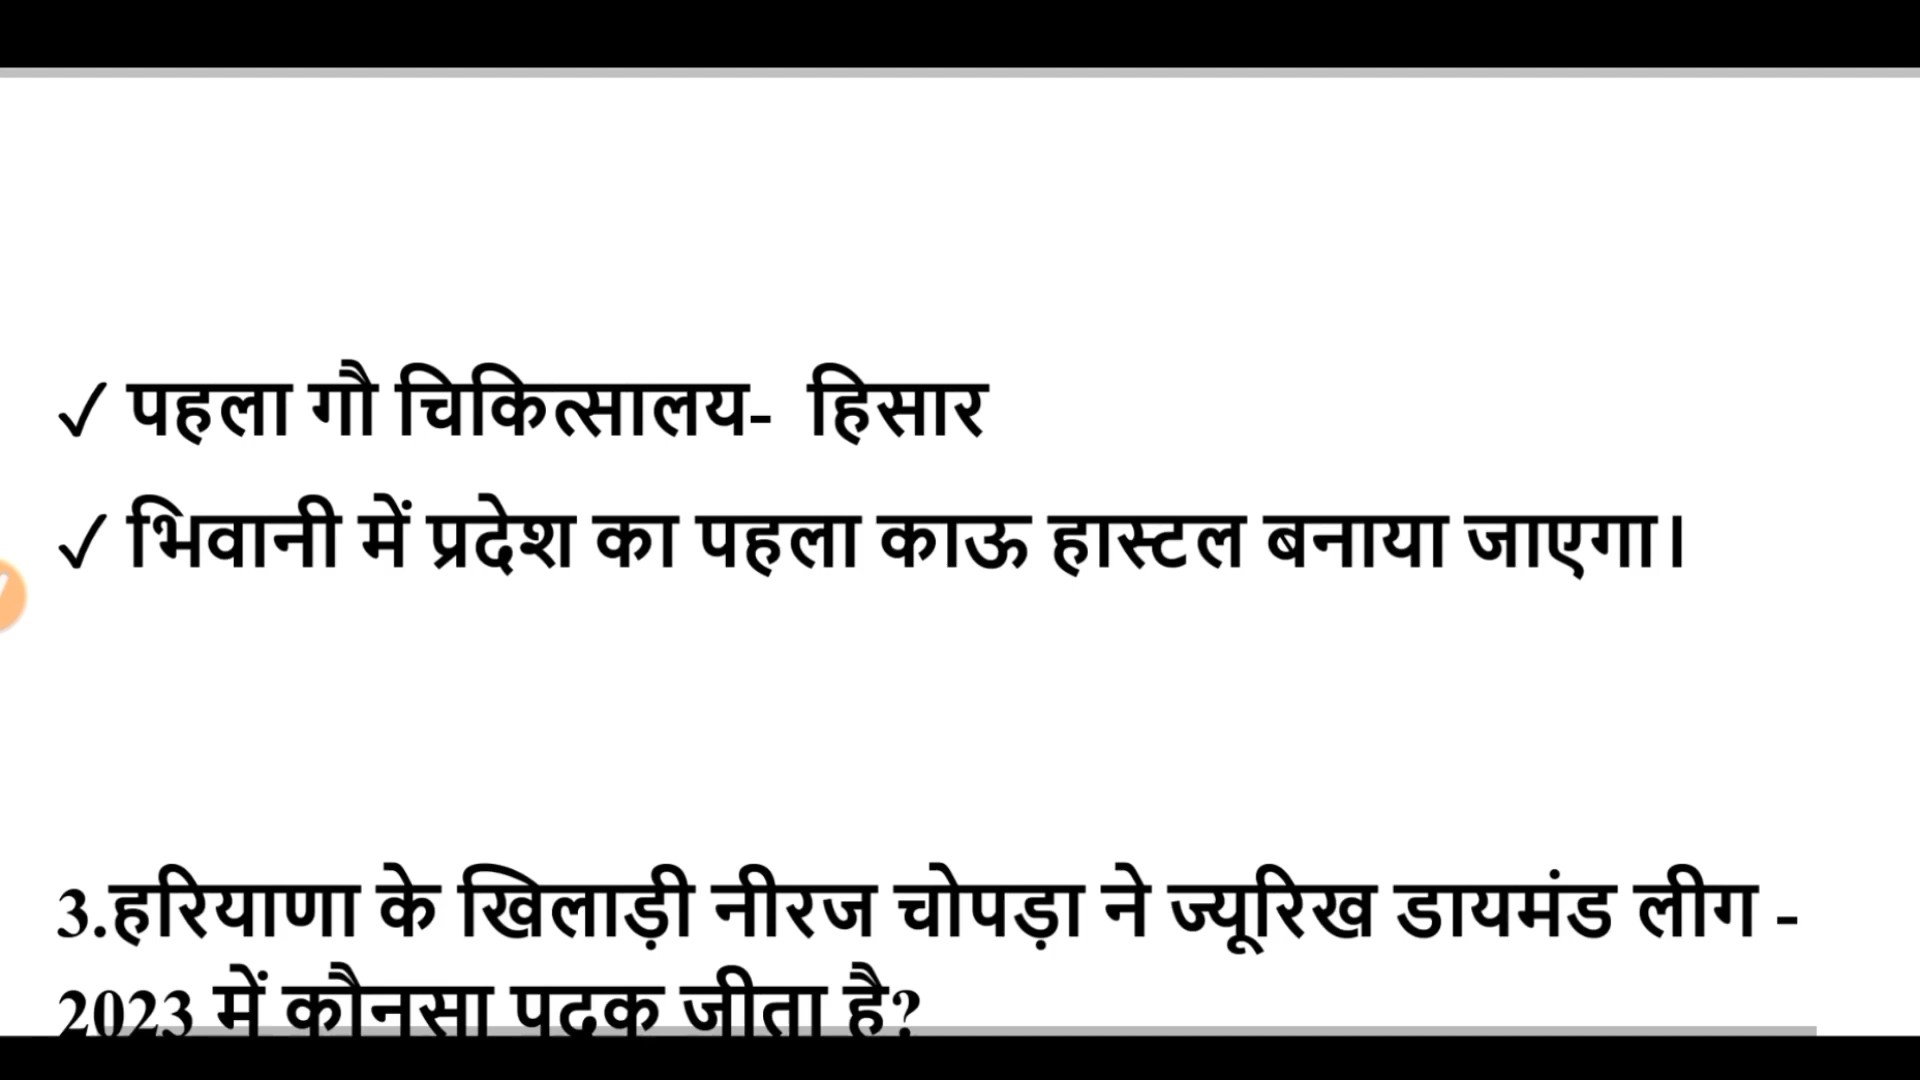 ✓ पहला गौ चिकित्सालय- हिसार
✓ भिवानी में प्रदेश का पहला काऊ हास्टल बनाया जाएगा।
3.हरियाणा के खिलाड़ी नीरज चोपड़ा ने ज्यूरिख डायमंड लीग -
2023 में कौनसा पदक जीता है?